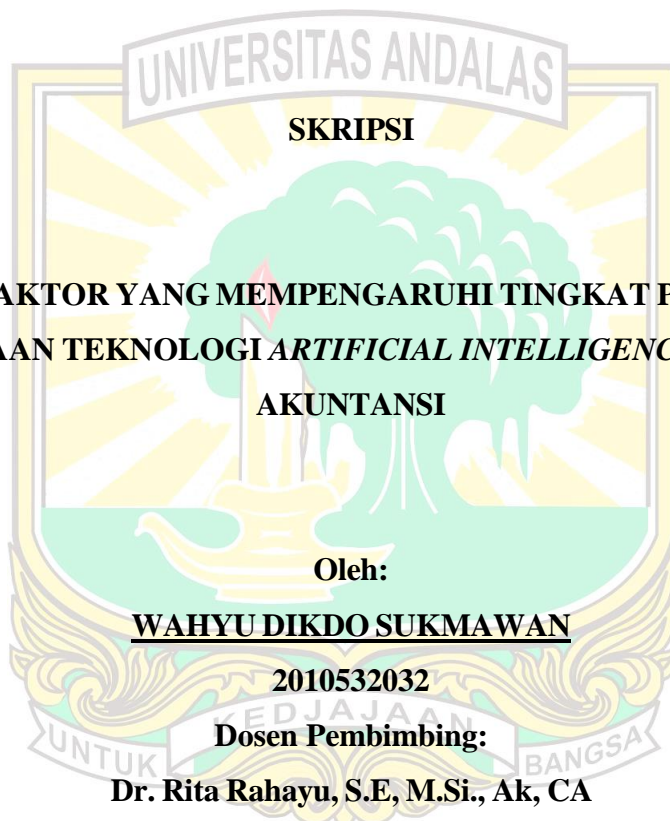 UNIVERSITAS ANDALAS
SKRIPSI
AKTOR YANG MEMPENGARUHI TINGKAT
AAN TEKNOLOGI ARTIFICIAL INTELLIGENC
AKUNTANSI
Oleh:
WAHYU DIKDO SUKMAWAN
2010532032
KEDJAJAAN
Dosen Pembimbing:
UNTUK BANGSA
Dr. Rita Rahayu, S.E, M.Si., Ak, CA